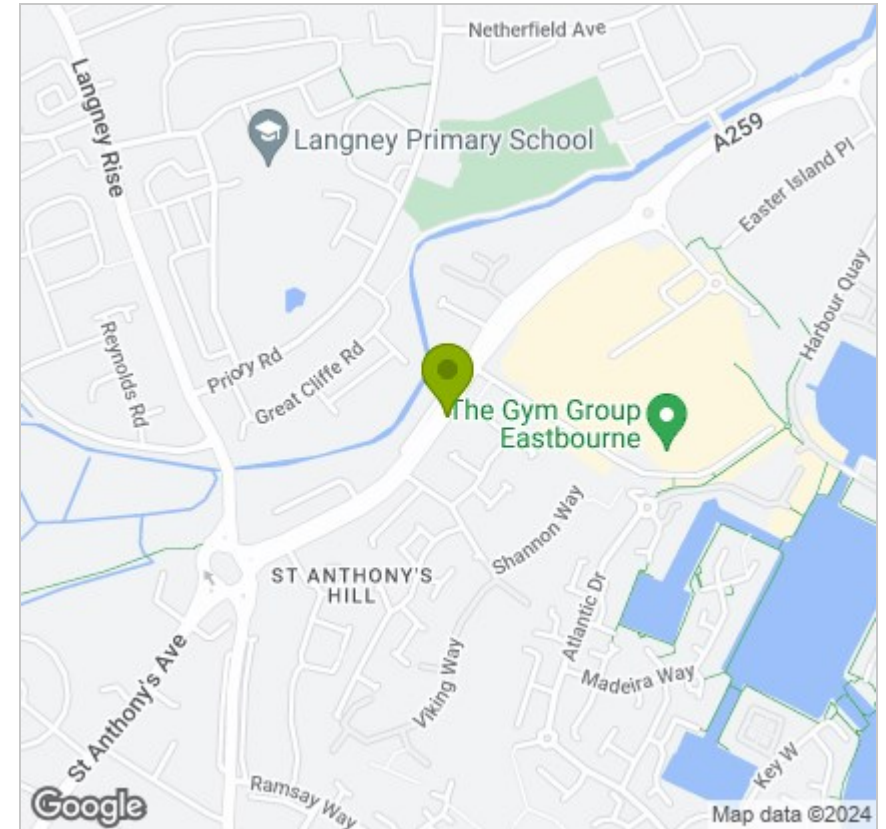 Netherfield Ave
Langney Rise
Langney Primary School
A259
Easter Island Pl
Harbour Quay
Reynolds Rd
Priory Rd
Great Cliffe Rd
The Gym Group
Eastbourne
Shannon Way
ST ANTHONY'S
HILL
Atlantic Dr
Viking Way
Madeira Way
St Anthony's Ave
Key W
Ramsay Way
Google
Map data ©2024